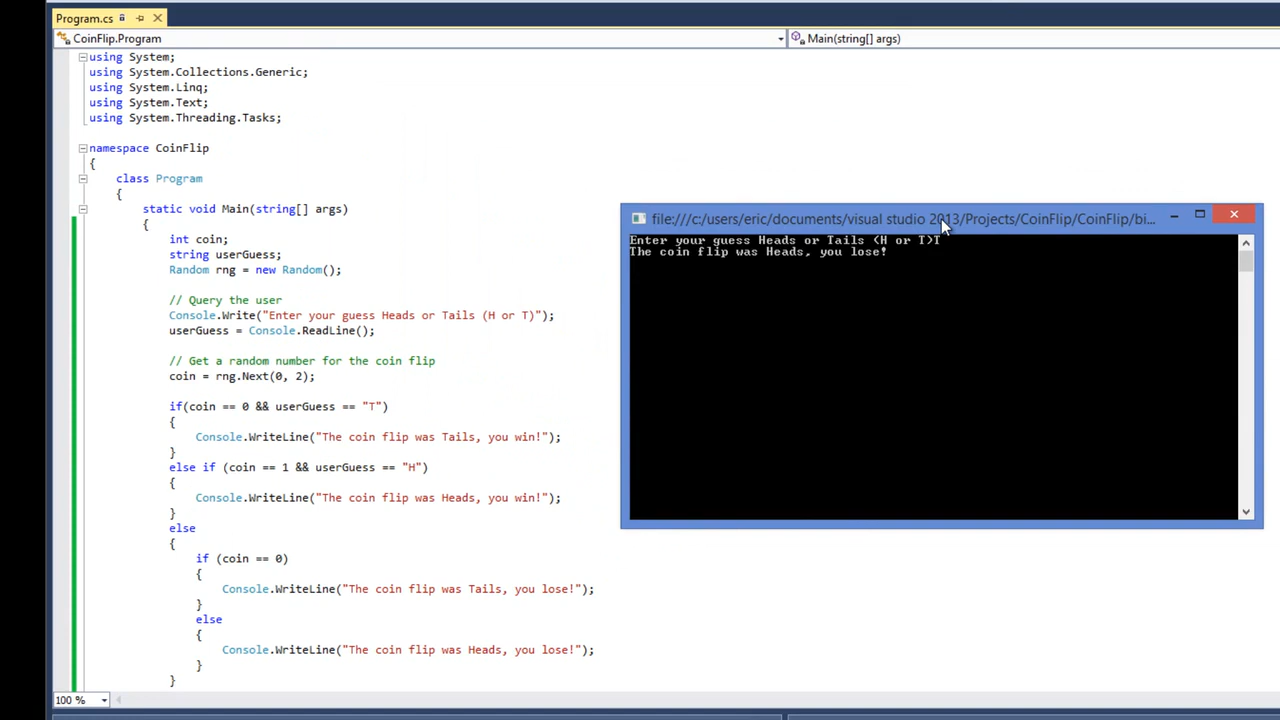 Program.cs
CoinFlip.Program
Main(string[] args)
using System;
using System.Collections.Generic;
using System.Linq;
using System.Text;
using System.Threading.Tasks;
namespace CoinFlip
{
class Program
{
static void Main(string[] args)
{
int coin;
string userGuess;
Random rng = new Random();
// Query the user
Console.Write("Enter your guess Heads or Tails (H or T)");
userGuess = Console.ReadLine();
// Get a random number for the coin flip
coin = rng.Next(0, 2);
if(coin == 0 && userGuess == "T")
{
Console.WriteLine("The coin flip was Tails, you win!");
}
else if (coin == 1 && userGuess == "H")
{
Console.WriteLine("The coin flip was Heads, you win!");
}
else
{
if (coin == 0)
{
Console.WriteLine("The coin flip was Tails, you lose!");
}
else
{
Console.WriteLine("The coin flip was Heads, you lose!");
}
}
100 %
file:///c:/users/eric/documents/visual studio 2013/Projects/CoinFlip/CoinFlip/bi...
Enter your guess Heads or Tails (H or T)T
The coin flip was Heads, you lose!